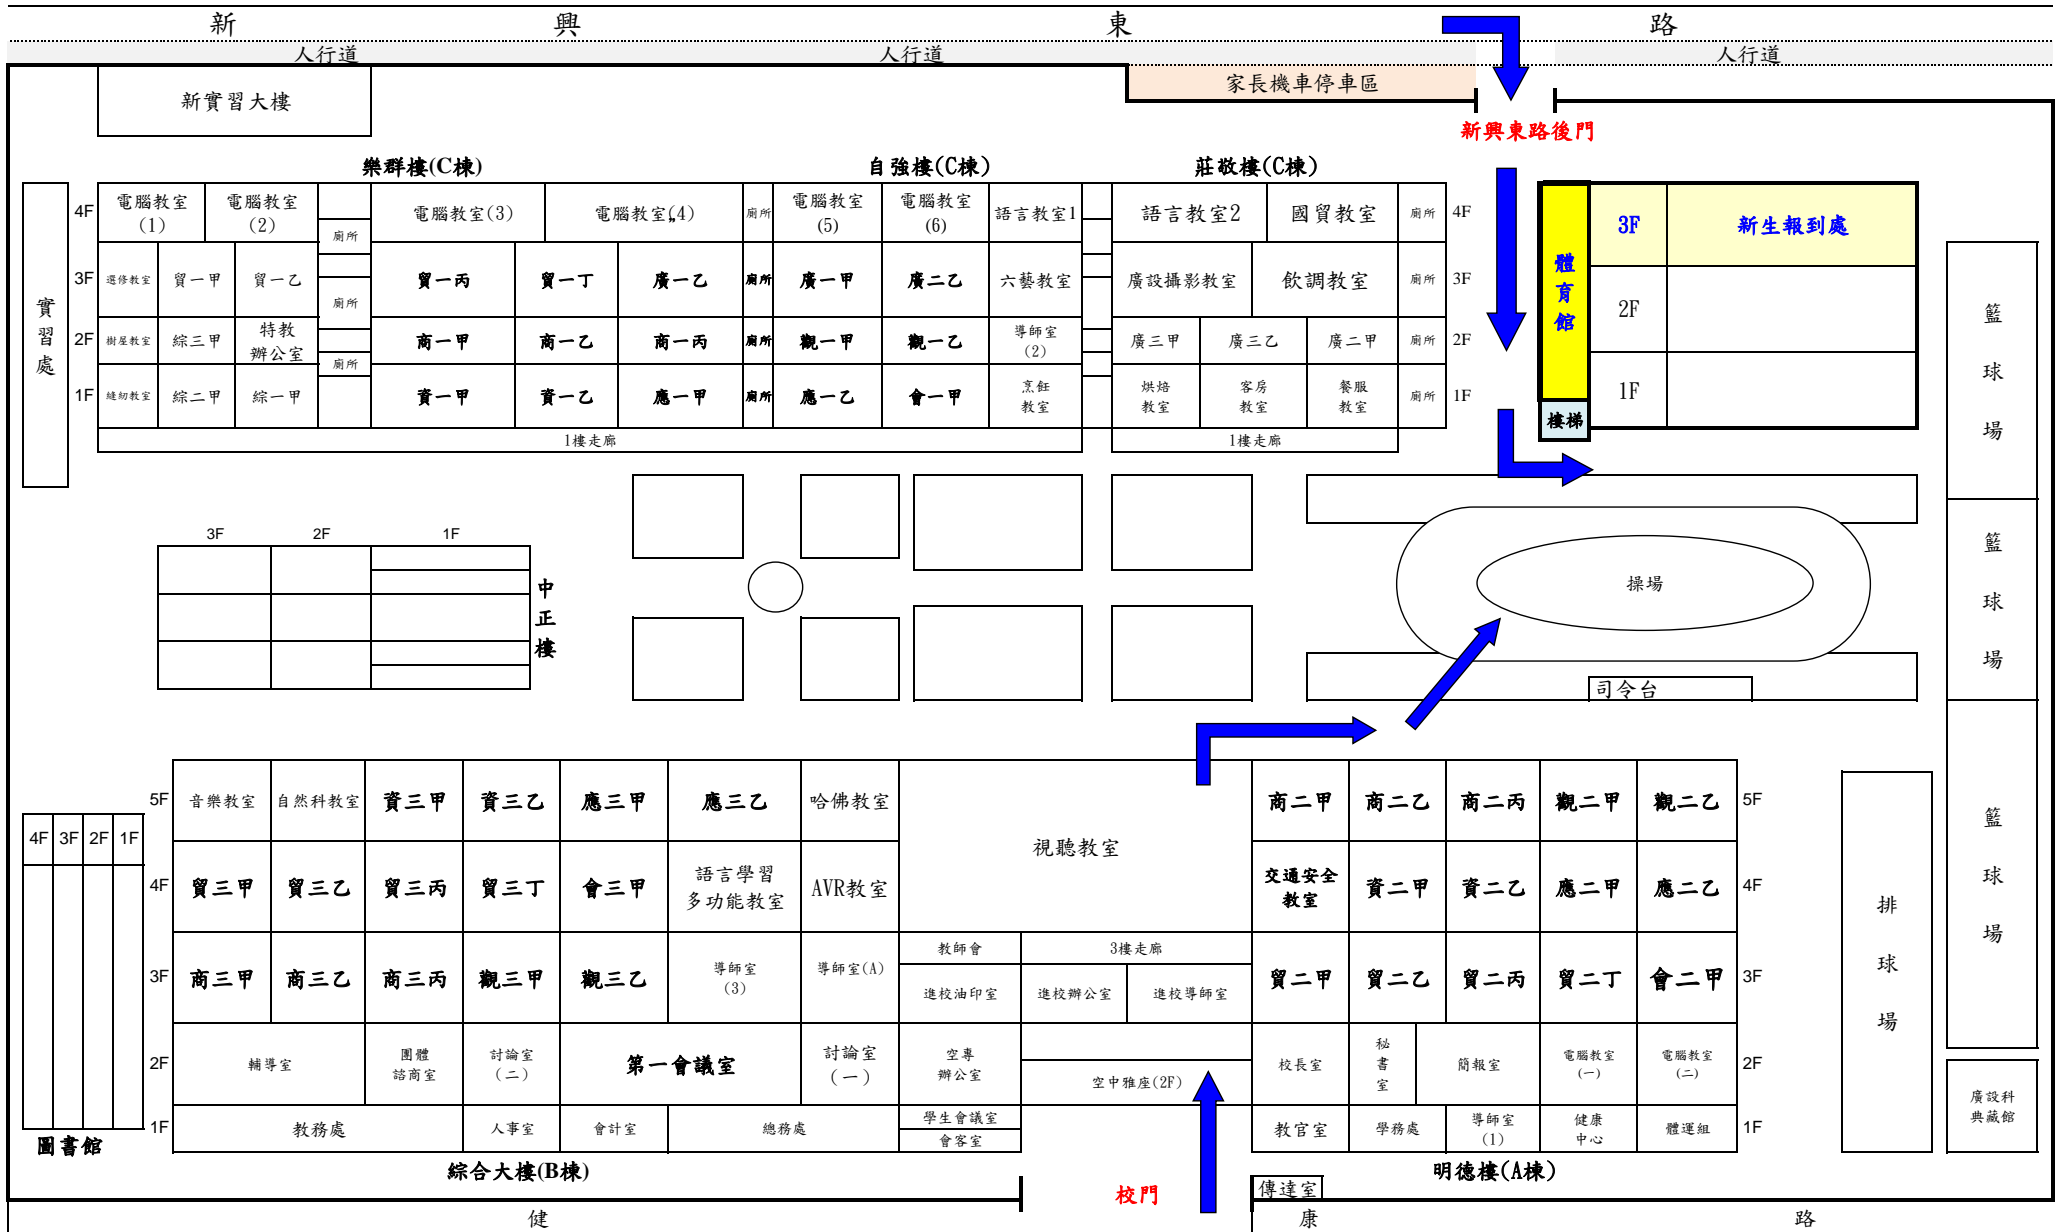 新 興 東 路
人行道 人行道 人行道
家長機車停車區
新實習大樓
新興東路後門
樂群樓(C棟) 自強樓(C棟) 莊敬樓(C棟)
實習處
4F 電腦教室(1) 電腦教室(2) 廁所 電腦教室(3) 電腦教室(4) 廁所 電腦教室(5) 電腦教室(6) 語言教室1 語言教室2 國貿教室 廁所 4F
3F 選修教室 貿一甲 貿一乙 廁所 貿一丙 貿一丁 廣一乙 廁所 廣一甲 廣二乙 六藝教室 廣設攝影教室 飲調教室 廁所 3F
2F 樹屋教室 綜三甲 特教辦公室 廁所 商一甲 商一乙 商一丙 廁所 觀一甲 觀一乙 導師室(2) 廣三甲 廣三乙 廣二甲 廁所 2F
1F 縫紉教室 綜二甲 綜一甲 資一甲 資一乙 應一甲 廁所 應一乙 會一甲 烹飪教室 烘焙教室 客房教室 餐服教室 廁所 1F
1樓走廊 1樓走廊
體育館
3F 新生報到處
2F
1F
樓梯
籃球場
籃球場
籃球場
3F 2F 1F
中正樓
操場
司令台
5F 音樂教室 自然科教室 資三甲 資三乙 應三甲 應三乙 哈佛教室 視聽教室 商二甲 商二乙 商二丙 觀二甲 觀二乙 5F
4F 3F 2F 1F
4F 貿三甲 貿三乙 貿三丙 貿三丁 會三甲 語言學習多功能教室 AVR教室 交通安全教室 資二甲 資二乙 應二甲 應二乙 4F
3F 商三甲 商三乙 商三丙 觀三甲 觀三乙 導師室(3) 導師室(A) 教師會 3樓走廊 進校油印室 進校辦公室 進校導師室 貿二甲 貿二乙 貿二丙 貿二丁 會二甲 3F
2F 輔導室 團體諮商室 討論室(二) 第一會議室 討論室(一) 空專辦公室 空中雅座(2F) 校長室 秘書室 簡報室 電腦教室(一) 電腦教室(二) 2F
1F 教務處 人事室 會計室 總務處 學生會議室 會客室 教官室 學務處 導師室(1) 健康中心 體運組 1F
排球場
廣設科典藏館
圖書館
綜合大樓(B棟) 明德樓(A棟)
校門 傳達室
健 康 路